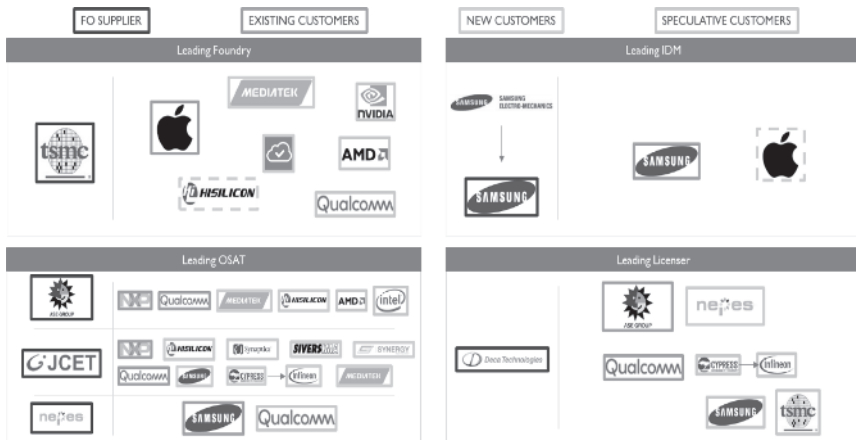 FO SUPPLIER
EXISTING CUSTOMERS
NEW CUSTOMERS
SPECULATIVE CUSTOMERS
Leading Foundry
tsmc
MEDIATEK
NVIDIA
AMD
HISILICON
Qualcomm
Leading IDM
SAMSUNG
SAMSUNG
ELECTRO-MECHANICS
SAMSUNG
SAMSUNG
Leading OSAT
ASE GROUP
NXP
Qualcomm
MEDIATEK
HISILICON
AMD
intel
JCET
NXP
HISILICON
Synaptics
SIVERS
SYNERGY
Qualcomm
SAMSUNG
CYPRESS
infineon
MEDIATEK
nepes
SAMSUNG
Qualcomm
Leading Licenser
Deca Technologies
ASE GROUP
nepes
Qualcomm
CYPRESS
infineon
SAMSUNG
tsmc